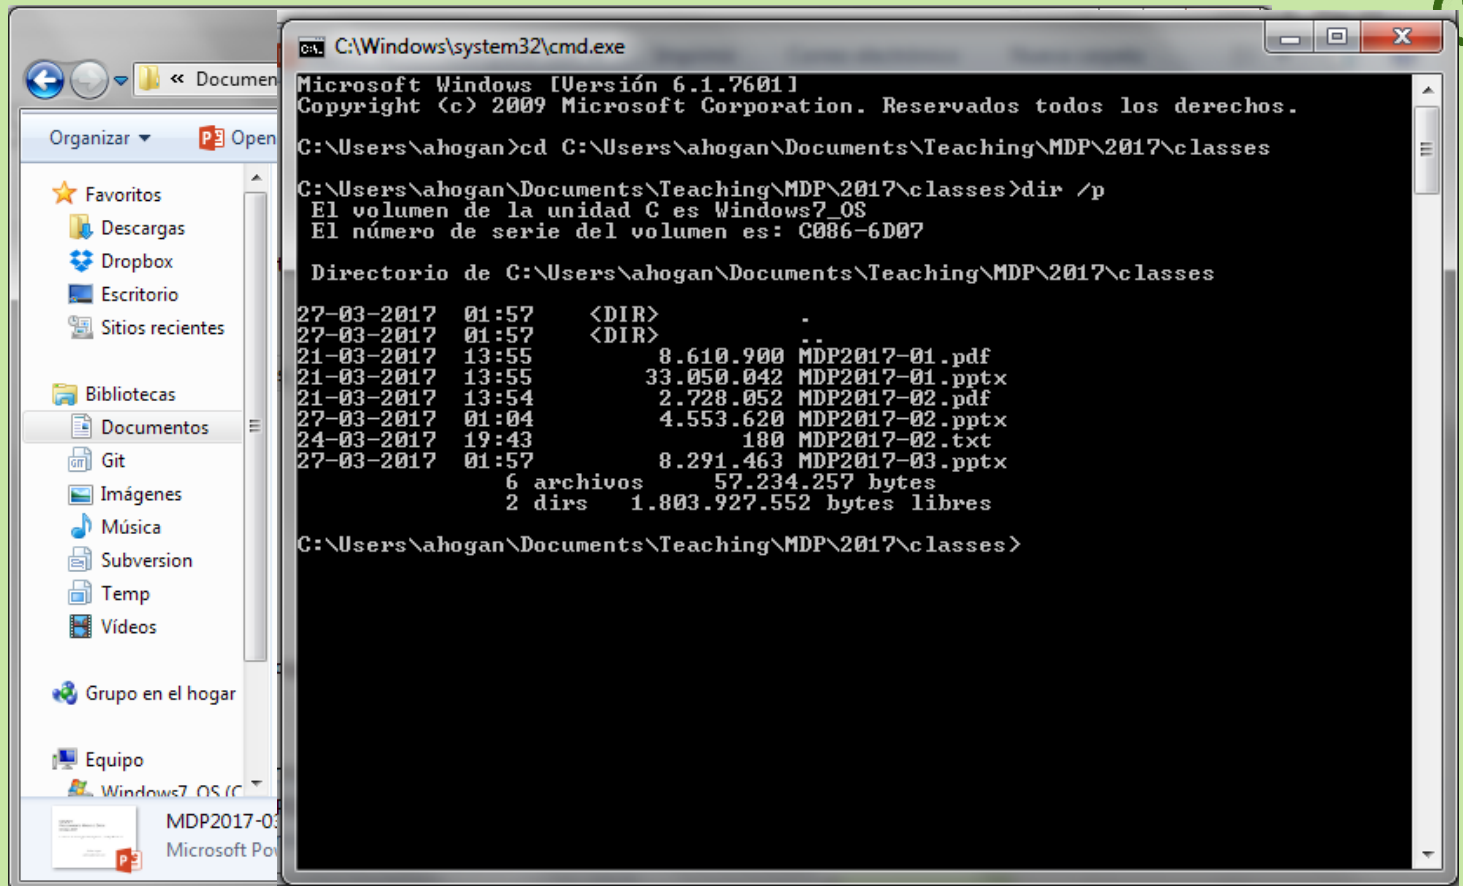 C:\Windows\system32\cmd.exe
« Documen
Organizar
Open
Favoritos
Descargas
Dropbox
Escritorio
Sitios recientes
Bibliotecas
Documentos
Git
Imágenes
Música
Subversion
Temp
Vídeos
Grupo en el hogar
Equipo
Windows7_OS (C
MDP2017-03
Microsoft Po
Microsoft Windows [Versión 6.1.7601]
Copyright (c) 2009 Microsoft Corporation. Reservados todos los derechos.
C:\Users\ahogan>cd C:\Users\ahogan\Documents\Teaching\MDP\2017\classes
C:\Users\ahogan\Documents\Teaching\MDP\2017\classes>dir /p
El volumen de la unidad C es Windows7_OS
El número de serie del volumen es: C086-6D07
Directorio de C:\Users\ahogan\Documents\Teaching\MDP\2017\classes
27-03-2017 01:57 <DIR> .
27-03-2017 01:57 <DIR> ..
21-03-2017 13:55 8.610.900 MDP2017-01.pdf
21-03-2017 13:55 33.050.042 MDP2017-01.pptx
21-03-2017 13:54 2.728.052 MDP2017-02.pdf
27-03-2017 01:04 4.553.620 MDP2017-02.pptx
24-03-2017 19:43 180 MDP2017-02.txt
27-03-2017 01:57 8.291.463 MDP2017-03.pptx
6 archivos 57.234.257 bytes
2 dirs 1.803.927.552 bytes libres
C:\Users\ahogan\Documents\Teaching\MDP\2017\classes>